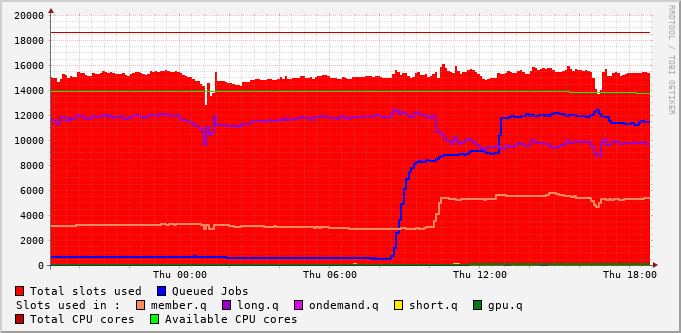 RRDTOOL / TOBI OETIKER
20000
18000
16000
14000
12000
10000
8000
6000
4000
2000
0
Thu 00:00 Thu 06:00 Thu 12:00 Thu 18:00
Total slots used Queued Jobs
Slots used in : member.q long.q ondemand.q short.q gpu.q
Total CPU cores Available CPU cores